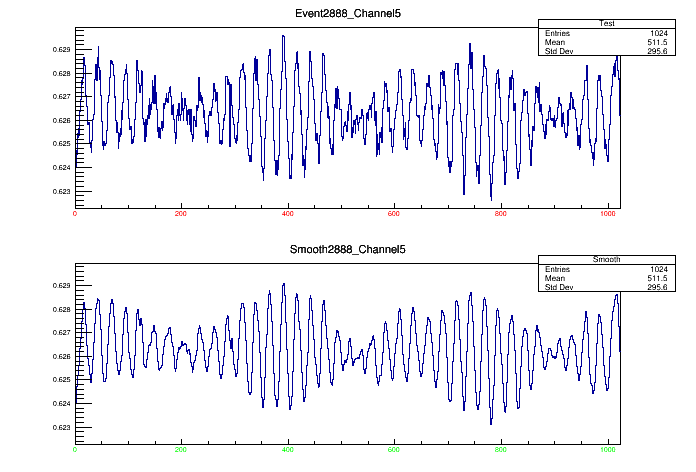 Event2888_Channel5
Test
Entries 1024
Mean 511.5
Std Dev 295.6
0.629
0.628
0.627
0.626
0.625
0.624
0.623
0 200 400 600 800 1000
Smooth2888_Channel5
Smooth
Entries 1024
Mean 511.5
Std Dev 295.6
0.629
0.628
0.627
0.626
0.625
0.624
0.623
0 200 400 600 800 1000